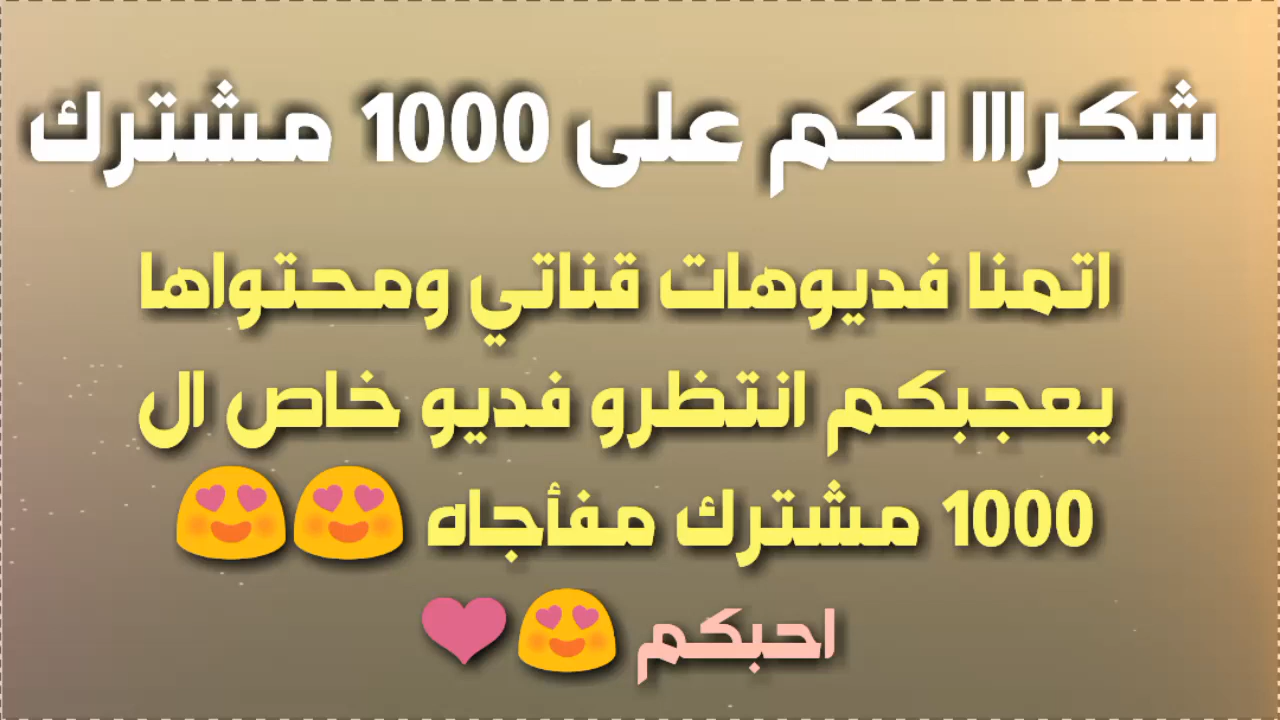 شكراااا لكم على 1000 مشترك
اتمنا فديوهات قناتي ومحتواها
يعجبكم انتظرو فديو خاص ال
1000 مشترك مفأجاه 😍😍
احبكم 😍❤